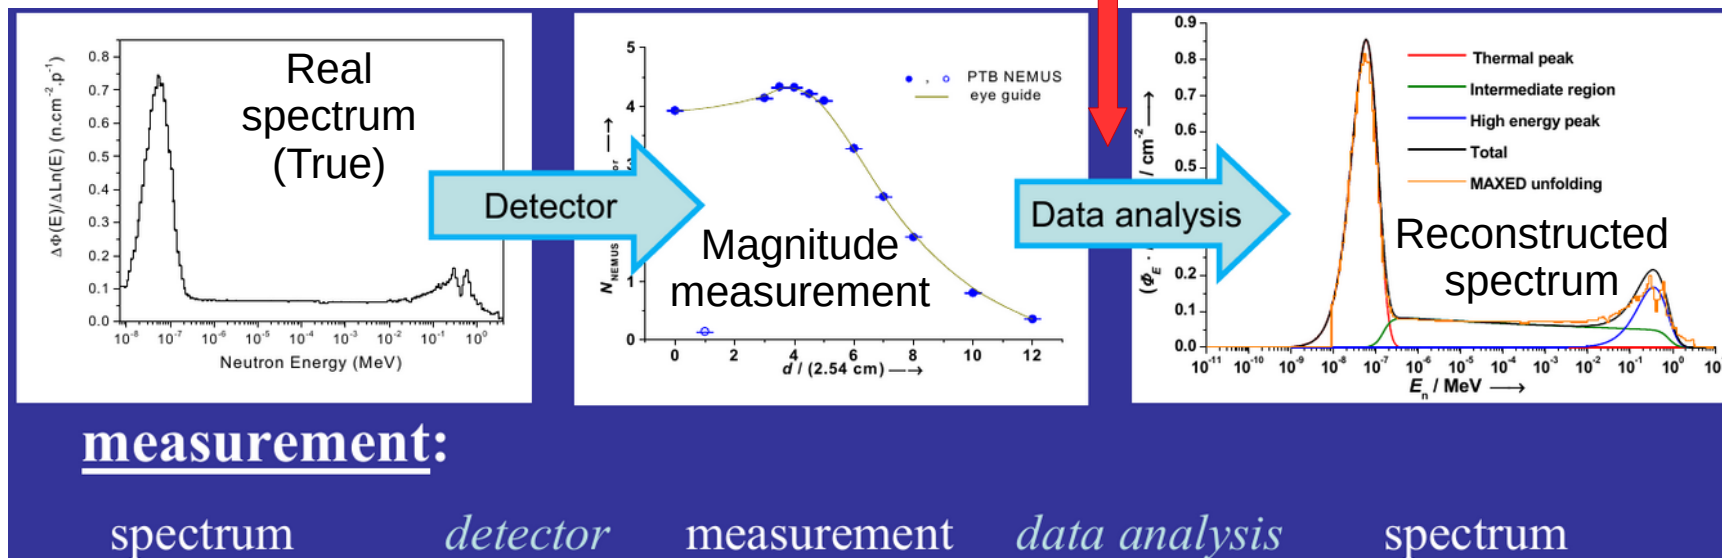 Real
spectrum
(True)
ΔΦ(E)/ΔLn(E) (n.cm⁻².p⁻¹)
0.8
0.7
0.6
0.5
0.4
0.3
0.2
0.1
0.0
10⁻⁸ 10⁻⁷ 10⁻⁶ 10⁻⁵ 10⁻⁴ 10⁻³ 10⁻² 10⁻¹ 10⁰
Neutron Energy (MeV)
Detector
5
4
1
0
N_NEMUS
PTB NEMUS
eye guide
Magnitude
measurement
0 2 4 6 8 10 12
d / (2.54 cm) →
Data analysis
0.9
0.8
0.7
0.6
0.5
0.2
0.1
0.0
(Φ_E ·
/ cm⁻² →
Thermal peak
Intermediate region
High energy peak
Total
MAXED unfolding
Reconstructed
spectrum
10⁻¹¹ 10⁻¹⁰ 10⁻⁹ 10⁻⁸ 10⁻⁷ 10⁻⁶ 10⁻⁵ 10⁻⁴ 10⁻³ 10⁻² 10⁻¹ 10⁰ 10¹
E_n / MeV →
measurement:
spectrum detector measurement data analysis spectrum